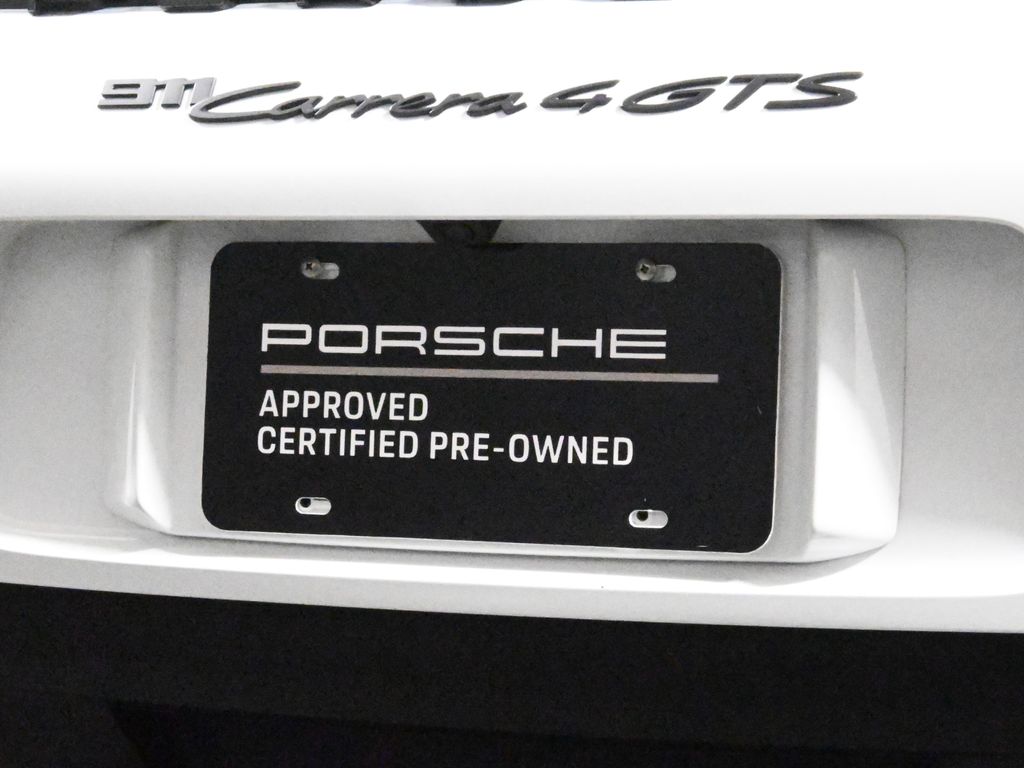 911 Carrera 4 GTS
PORSCHE
APPROVED
CERTIFIED PRE-OWNED